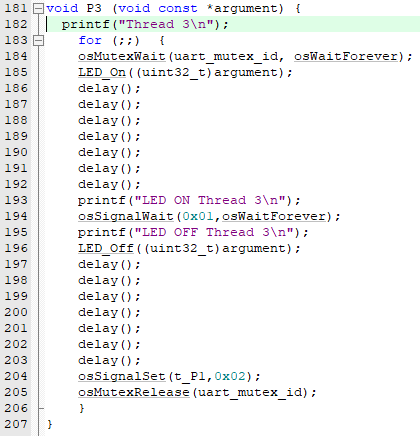 181 void P3 (void const *argument) {
182   printf("Thread 3\n");
183     for (;;)  {
184     osMutexWait(uart_mutex_id, osWaitForever);
185     LED_On((uint32_t)argument);
186     delay();
187     delay();
188     delay();
189     delay();
190     delay();
191     delay();
192     delay();
193     printf("LED ON Thread 3\n");
194     osSignalWait(0x01,osWaitForever);
195     printf("LED OFF Thread 3\n");
196     LED_Off((uint32_t)argument);
197     delay();
198     delay();
199     delay();
200     delay();
201     delay();
202     delay();
203     delay();
204     osSignalSet(t_P1,0x02);
205     osMutexRelease(uart_mutex_id);
206     }
207 }